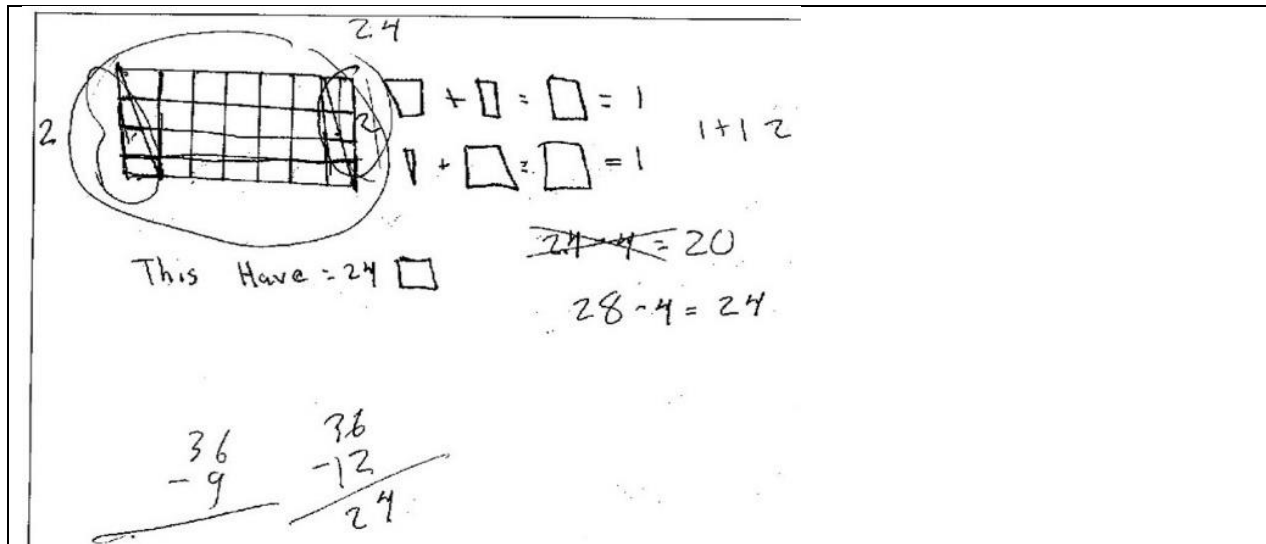 24
2
2
+ = = 1
+ = = 1
1+1 2
24 - 4 = 20
This Have = 24
28 - 4 = 24
36
- 9
36
-12
24